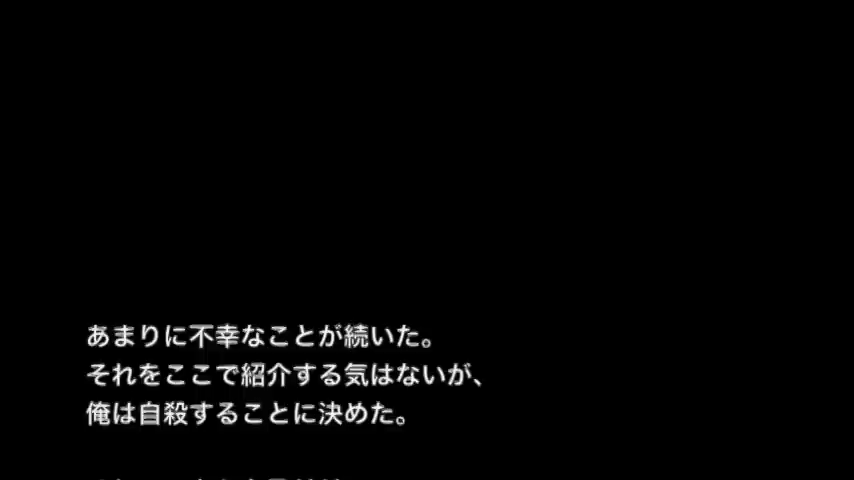 あまりに不幸なことが続いた。
それをここで紹介する気はないが、
俺は自殺することに決めた。